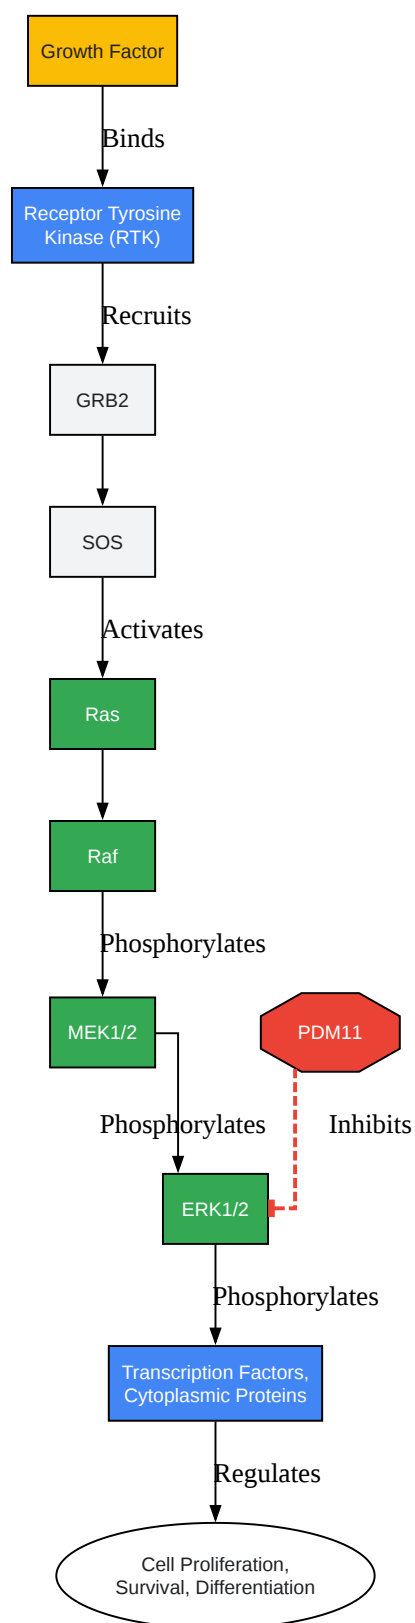 Growth Factor
Binds
Receptor Tyrosine
Kinase (RTK)
Recruits
GRB2
SOS
Activates
Ras
Raf
Phosphorylates
MEK1/2
PDM11
Phosphorylates
Inhibits
ERK1/2
Phosphorylates
Transcription Factors,
Cytoplasmic Proteins
Regulates
Cell Proliferation,
Survival, Differentiation